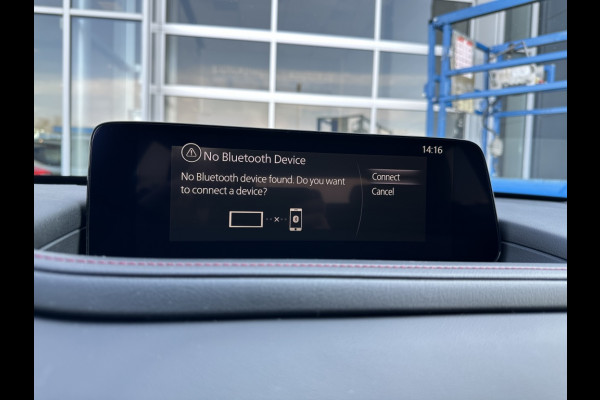 14:16
No Bluetooth Device
No Bluetooth device found. Do you want
to connect a device?
Connect
Cancel